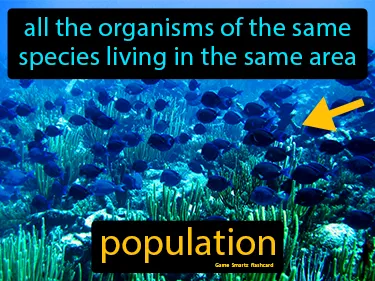 all the organisms of the same
species living in the same area
population
Game Smartz Flashcard